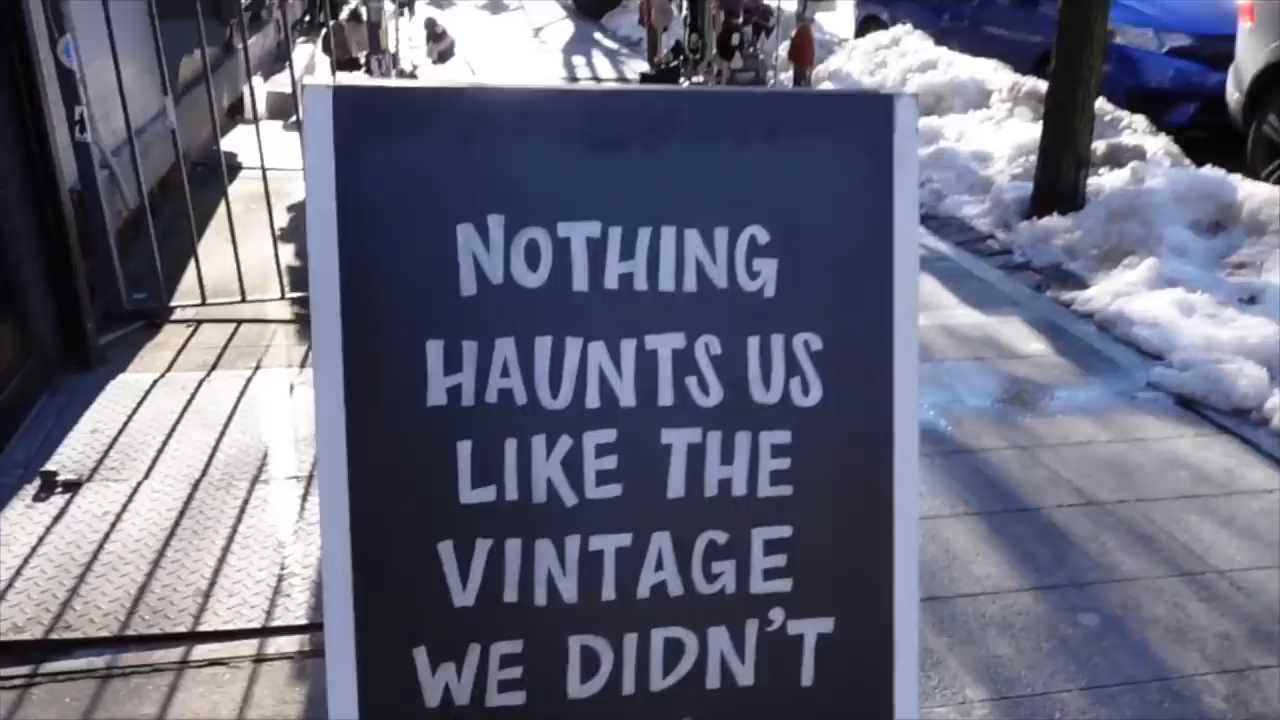 NOTHING
HAUNTS US
LIKE THE
VINTAGE
WE DIDN'T